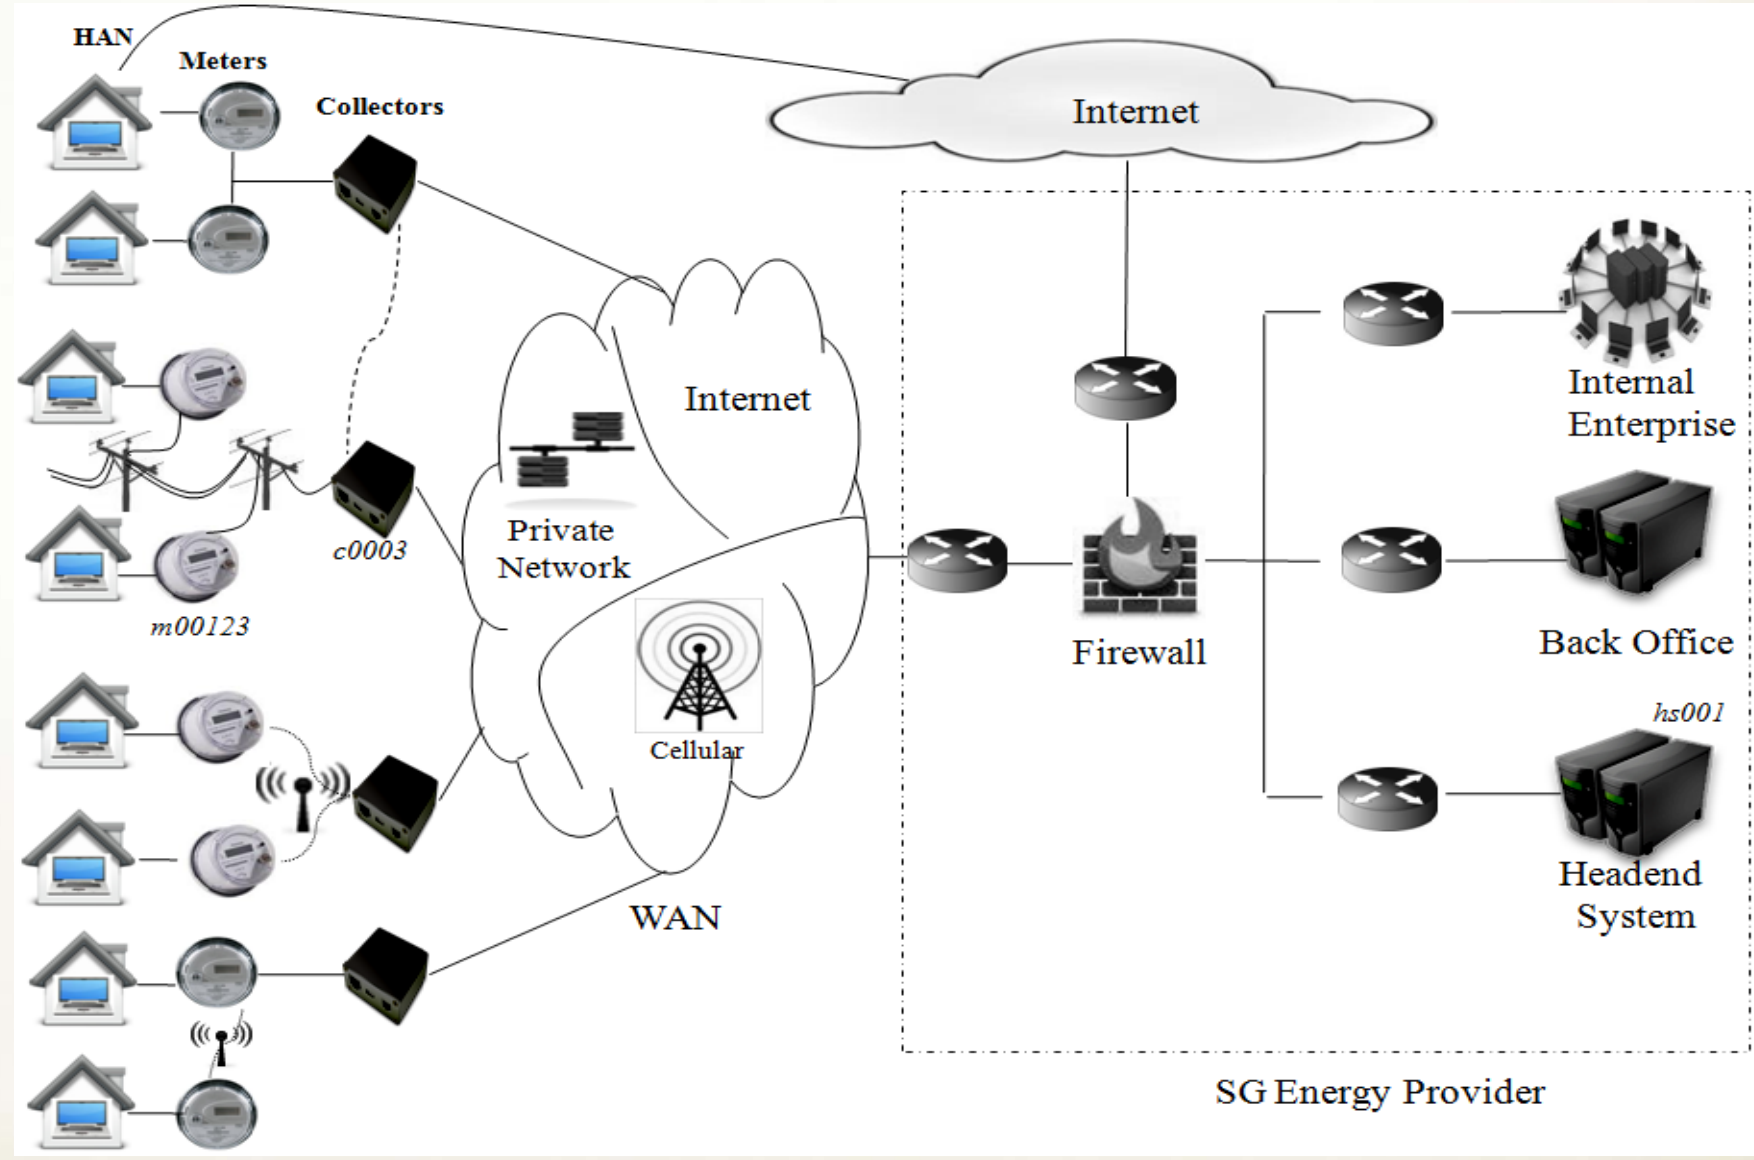 HAN
Meters
Collectors
Internet
Internet
Private
Network
c0003
m00123
Cellular
WAN
Firewall
Internal
Enterprise
Back Office
hs001
Headend
System
SG Energy Provider